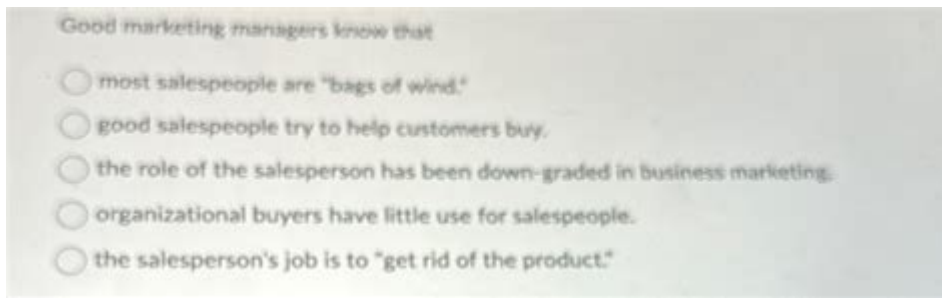 Good marketing managers know that
most salespeople are "bags of wind."
good salespeople try to help customers buy.
the role of the salesperson has been down-graded in business marketing.
organizational buyers have little use for salespeople.
the salesperson's job is to "get rid of the product."